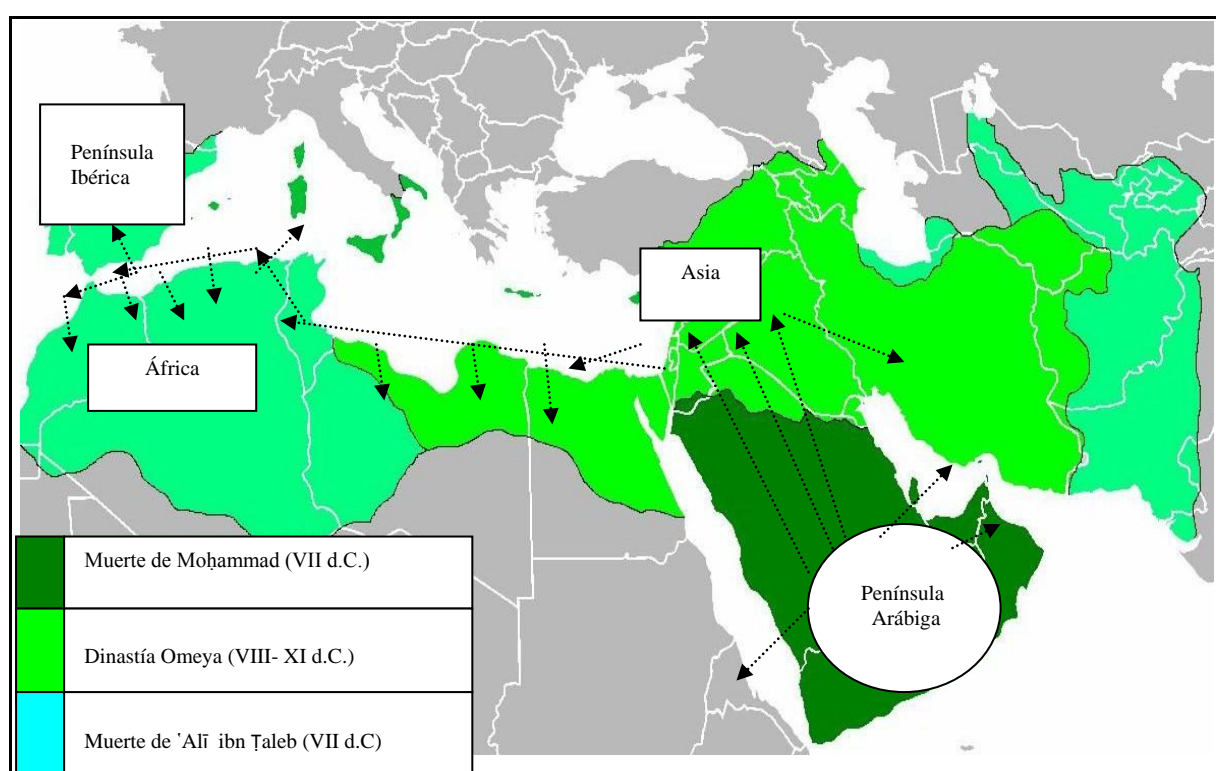 Península
Ibérica
Asia
África
Península
Arábiga
Muerte de Moḥammad (VII d.C.)
Dinastía Omeya (VIII- XI d.C.)
Muerte de ʽAlī ibn Ṭaleb (VII d.C)